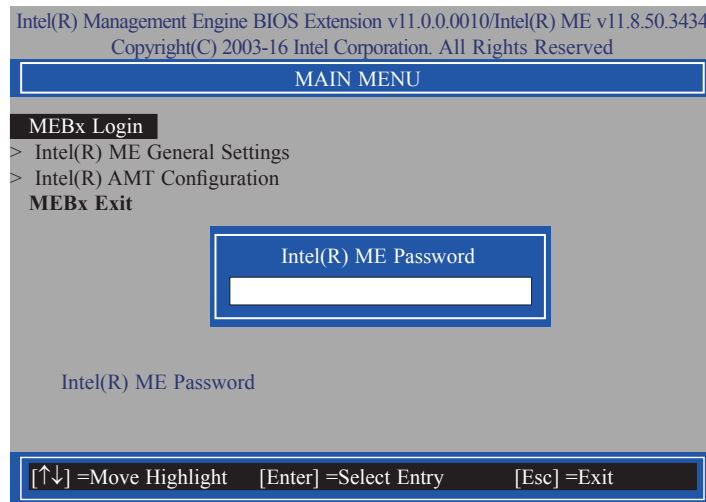 Intel(R) Management Engine BIOS Extension v11.0.0.0010/Intel(R) ME v11.8.50.3434
Copyright(C) 2003-16 Intel Corporation. All Rights Reserved
MAIN MENU
MEBx Login
> Intel(R) ME General Settings
> Intel(R) AMT Configuration
MEBx Exit
Intel(R) ME Password
Intel(R) ME Password
[↑↓] =Move Highlight [Enter] =Select Entry [Esc] =Exit